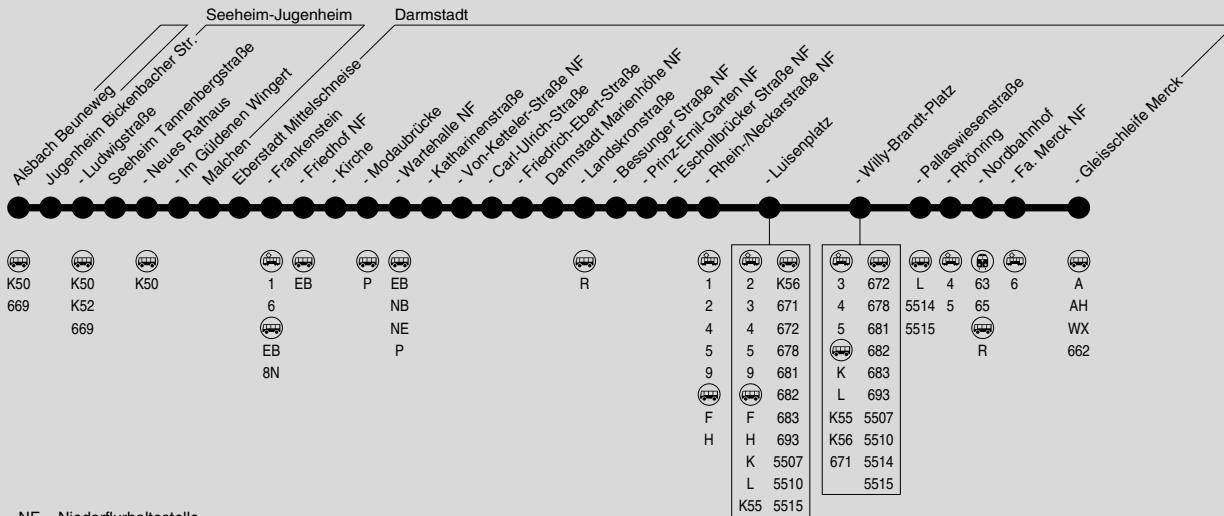 Seeheim-Jugenheim
Darmstadt
Alsbach Beuneweg
Jugenheim Bickenbacher Str.
- Ludwigstraße
Seeheim Tannenbergstraße
- Neues Rathaus
- Im Güldenen Wingert
Malchen
Eberstadt Mittelschneise
- Frankenstein
- Friedhof NF
- Kirche
- Modaubrücke
- Wartehalle NF
- Katharinenstraße
- Von-Ketteler-Straße NF
- Carl-Ulrich-Straße
- Friedrich-Ebert-Straße
Darmstadt Marienhöhe NF
- Landskronstraße
- Bessunger Straße NF
- Prinz-Emil-Garten NF
- Eschollbrücker Straße NF
- Rhein-/Neckarstraße NF
- Luisenplatz
- Willy-Brandt-Platz
- Pallaswiesenstraße
- Rhönring
- Nordbahnhof
- Fa. Merck NF
- Gleisschleife Merck
K50
669
K50
K52
669
K50
1
6
EB
8N
EB
P
EB
NB
NE
P
R
1
2
4
5
9
F
H
2 K56
3 671
4 672
5 678
9 681
682
F 683
H 693
K 5507
L 5510
K55 5515
3 672
4 678
5 681
682
K 683
L 693
K55 5507
K56 5510
671 5514
5515
L
5514
5515
4
5
63
65
R
6
A
AH
WX
662